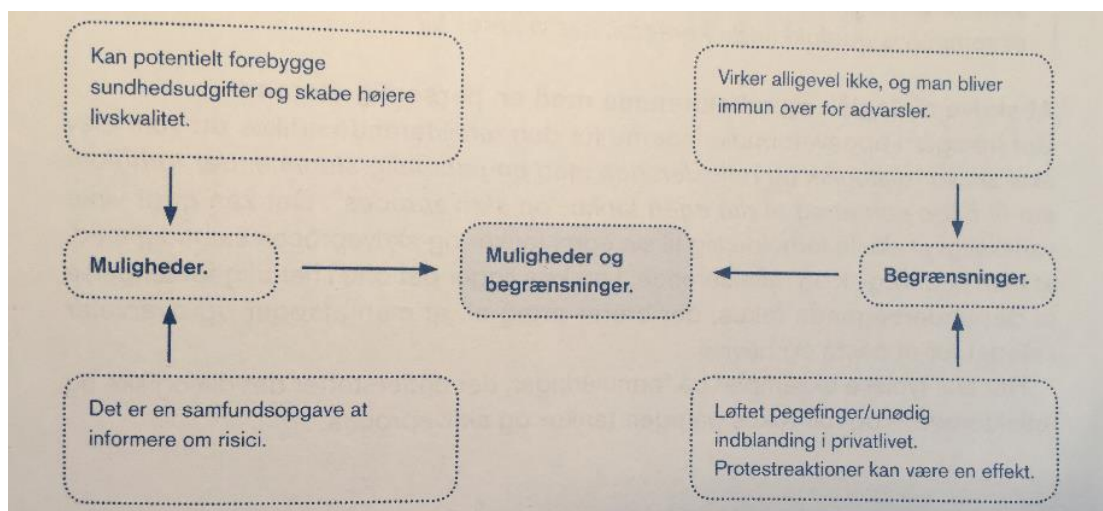 Kan potentielt forebygge
sundhedsudgifter og skabe højere
livskvalitet.
Virker alligevel ikke, og man bliver
immun over for advarsler.
Muligheder.
Muligheder og
begrænsninger.
Begrænsninger.
Det er en samfundsopgave at
informere om risici.
Løftet pegefinger/unødig
indblanding i privatlivet.
Protestreaktioner kan være en effekt.